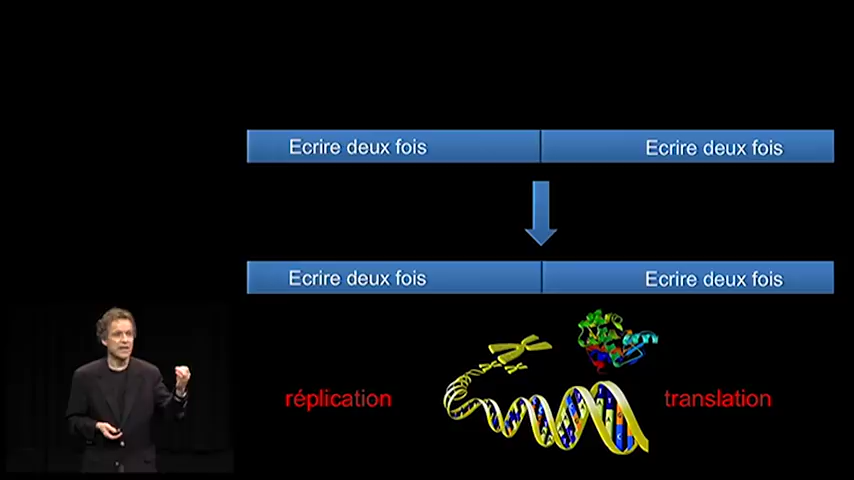 Ecrire deux fois Ecrire deux fois
Ecrire deux fois Ecrire deux fois
réplication translation